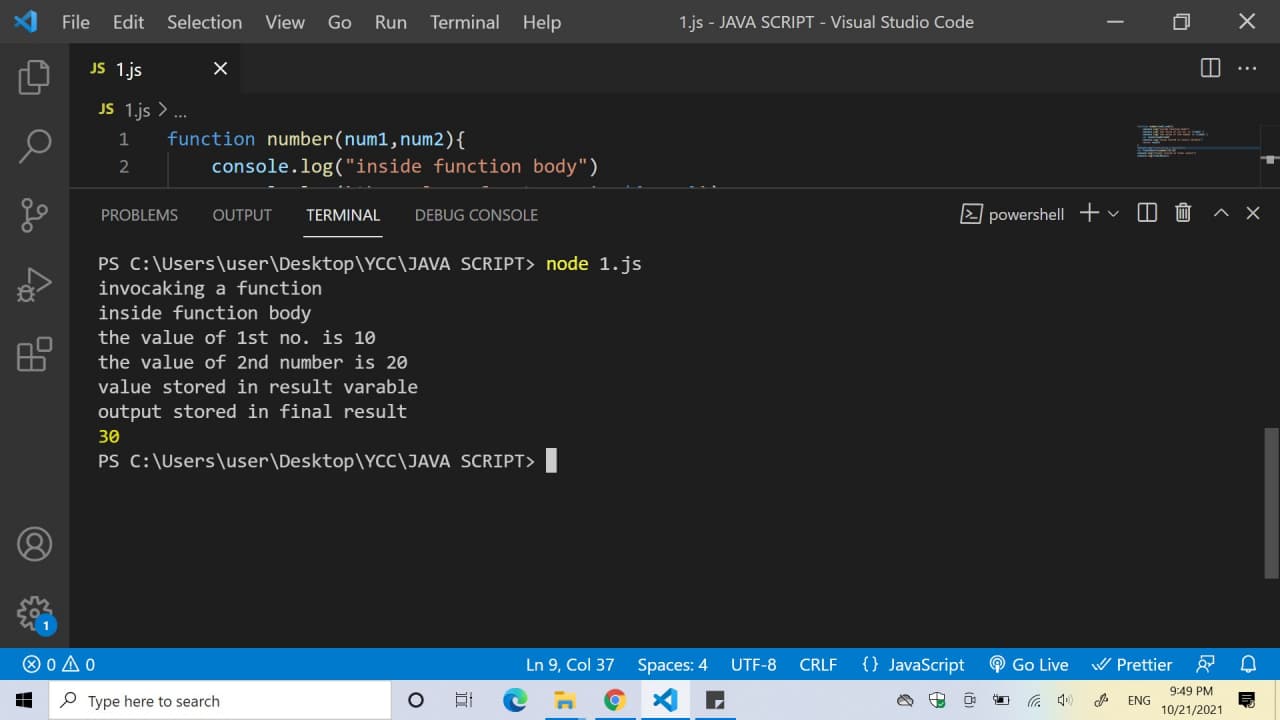 File Edit Selection View Go Run Terminal Help 1.js - JAVA SCRIPT - Visual Studio Code
JS 1.js
JS 1.js > ...
1 function number(num1,num2){
2 console.log("inside function body")
PROBLEMS OUTPUT TERMINAL DEBUG CONSOLE powershell
PS C:\Users\user\Desktop\YCC\JAVA SCRIPT> node 1.js
invocaking a function
inside function body
the value of 1st no. is 10
the value of 2nd number is 20
value stored in result varable
output stored in final result
30
PS C:\Users\user\Desktop\YCC\JAVA SCRIPT>
1
0 0 Ln 9, Col 37 Spaces: 4 UTF-8 CRLF {} JavaScript Go Live Prettier
Type here to search ENG 9:49 PM
10/21/2021